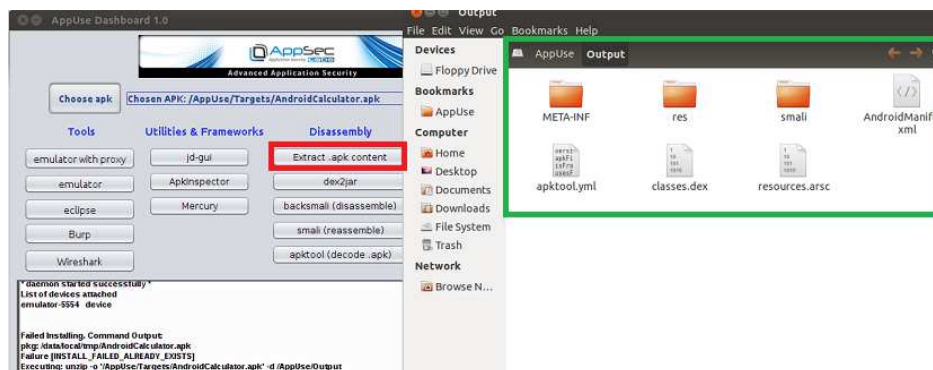 AppUse Dashboard 1.0
AppSec
Advanced Application Security
Choose apk
Chosen APK: /AppUse/Targets/AndroidCalculator.apk
Tools
Utilities & Frameworks
Disassembly
emulator with proxy
jd-gui
Extract .apk content
emulator
ApkInspector
dex2jar
eclipse
Mercury
backsmali (disassemble)
Burp
smali (reassemble)
Wireshark
apktool (decode .apk)
* daemon started successfully *
List of devices attached
emulator-5554 device
Failed Installing. Command Output:
pkg: /data/local/tmp/AndroidCalculator.apk
Failure [INSTALL_FAILED_ALREADY_EXISTS]
Executing: unzip -o '/AppUse/Targets/AndroidCalculator.apk' -d /AppUse/Output
Output
File Edit View Go Bookmarks Help
Devices
Floppy Drive
Bookmarks
AppUse
Computer
Home
Desktop
Documents
Downloads
File System
Trash
Network
Browse N...
AppUse Output
META-INF
res
smali
AndroidManif
xml
apktool.yml
classes.dex
resources.arsc